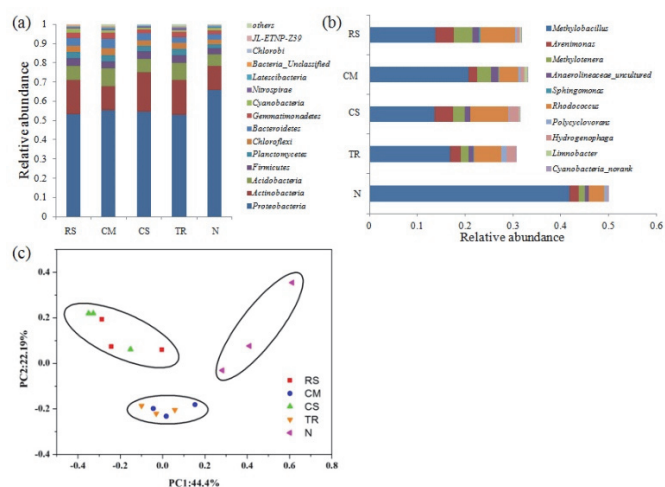 (a)
Relative abundance
1
0.9
0.8
0.7
0.6
0.5
0.4
0.3
0.2
0.1
0
RS CM CS TR N
others
JL-ETNP-Z39
Chlorobi
Bacteria_Unclassified
Latescibacteria
Nitrospirae
Cyanobacteria
Gemmatimonadetes
Bacteroidetes
Chloroflexi
Planctomycetes
Firmicutes
Acidobacteria
Actinobacteria
Proteobacteria
(b)
RS
CM
CS
TR
N
0 0.1 0.2 0.3 0.4 0.5 0.6
Relative abundance
Methylobacillus
Arenimonas
Methylotenera
Anaerolineaceae_uncultured
Sphingomonas
Rhodococcus
Polycyclovorans
Hydrogenophaga
Limnobacter
Cyanobacteria_norank
(c)
PC2:22.19%
0.4
0.2
0.0
-0.2
-0.4
-0.4 -0.2 0.0 0.2 0.4 0.6 0.8
PC1:44.4%
RS
CM
CS
TR
N